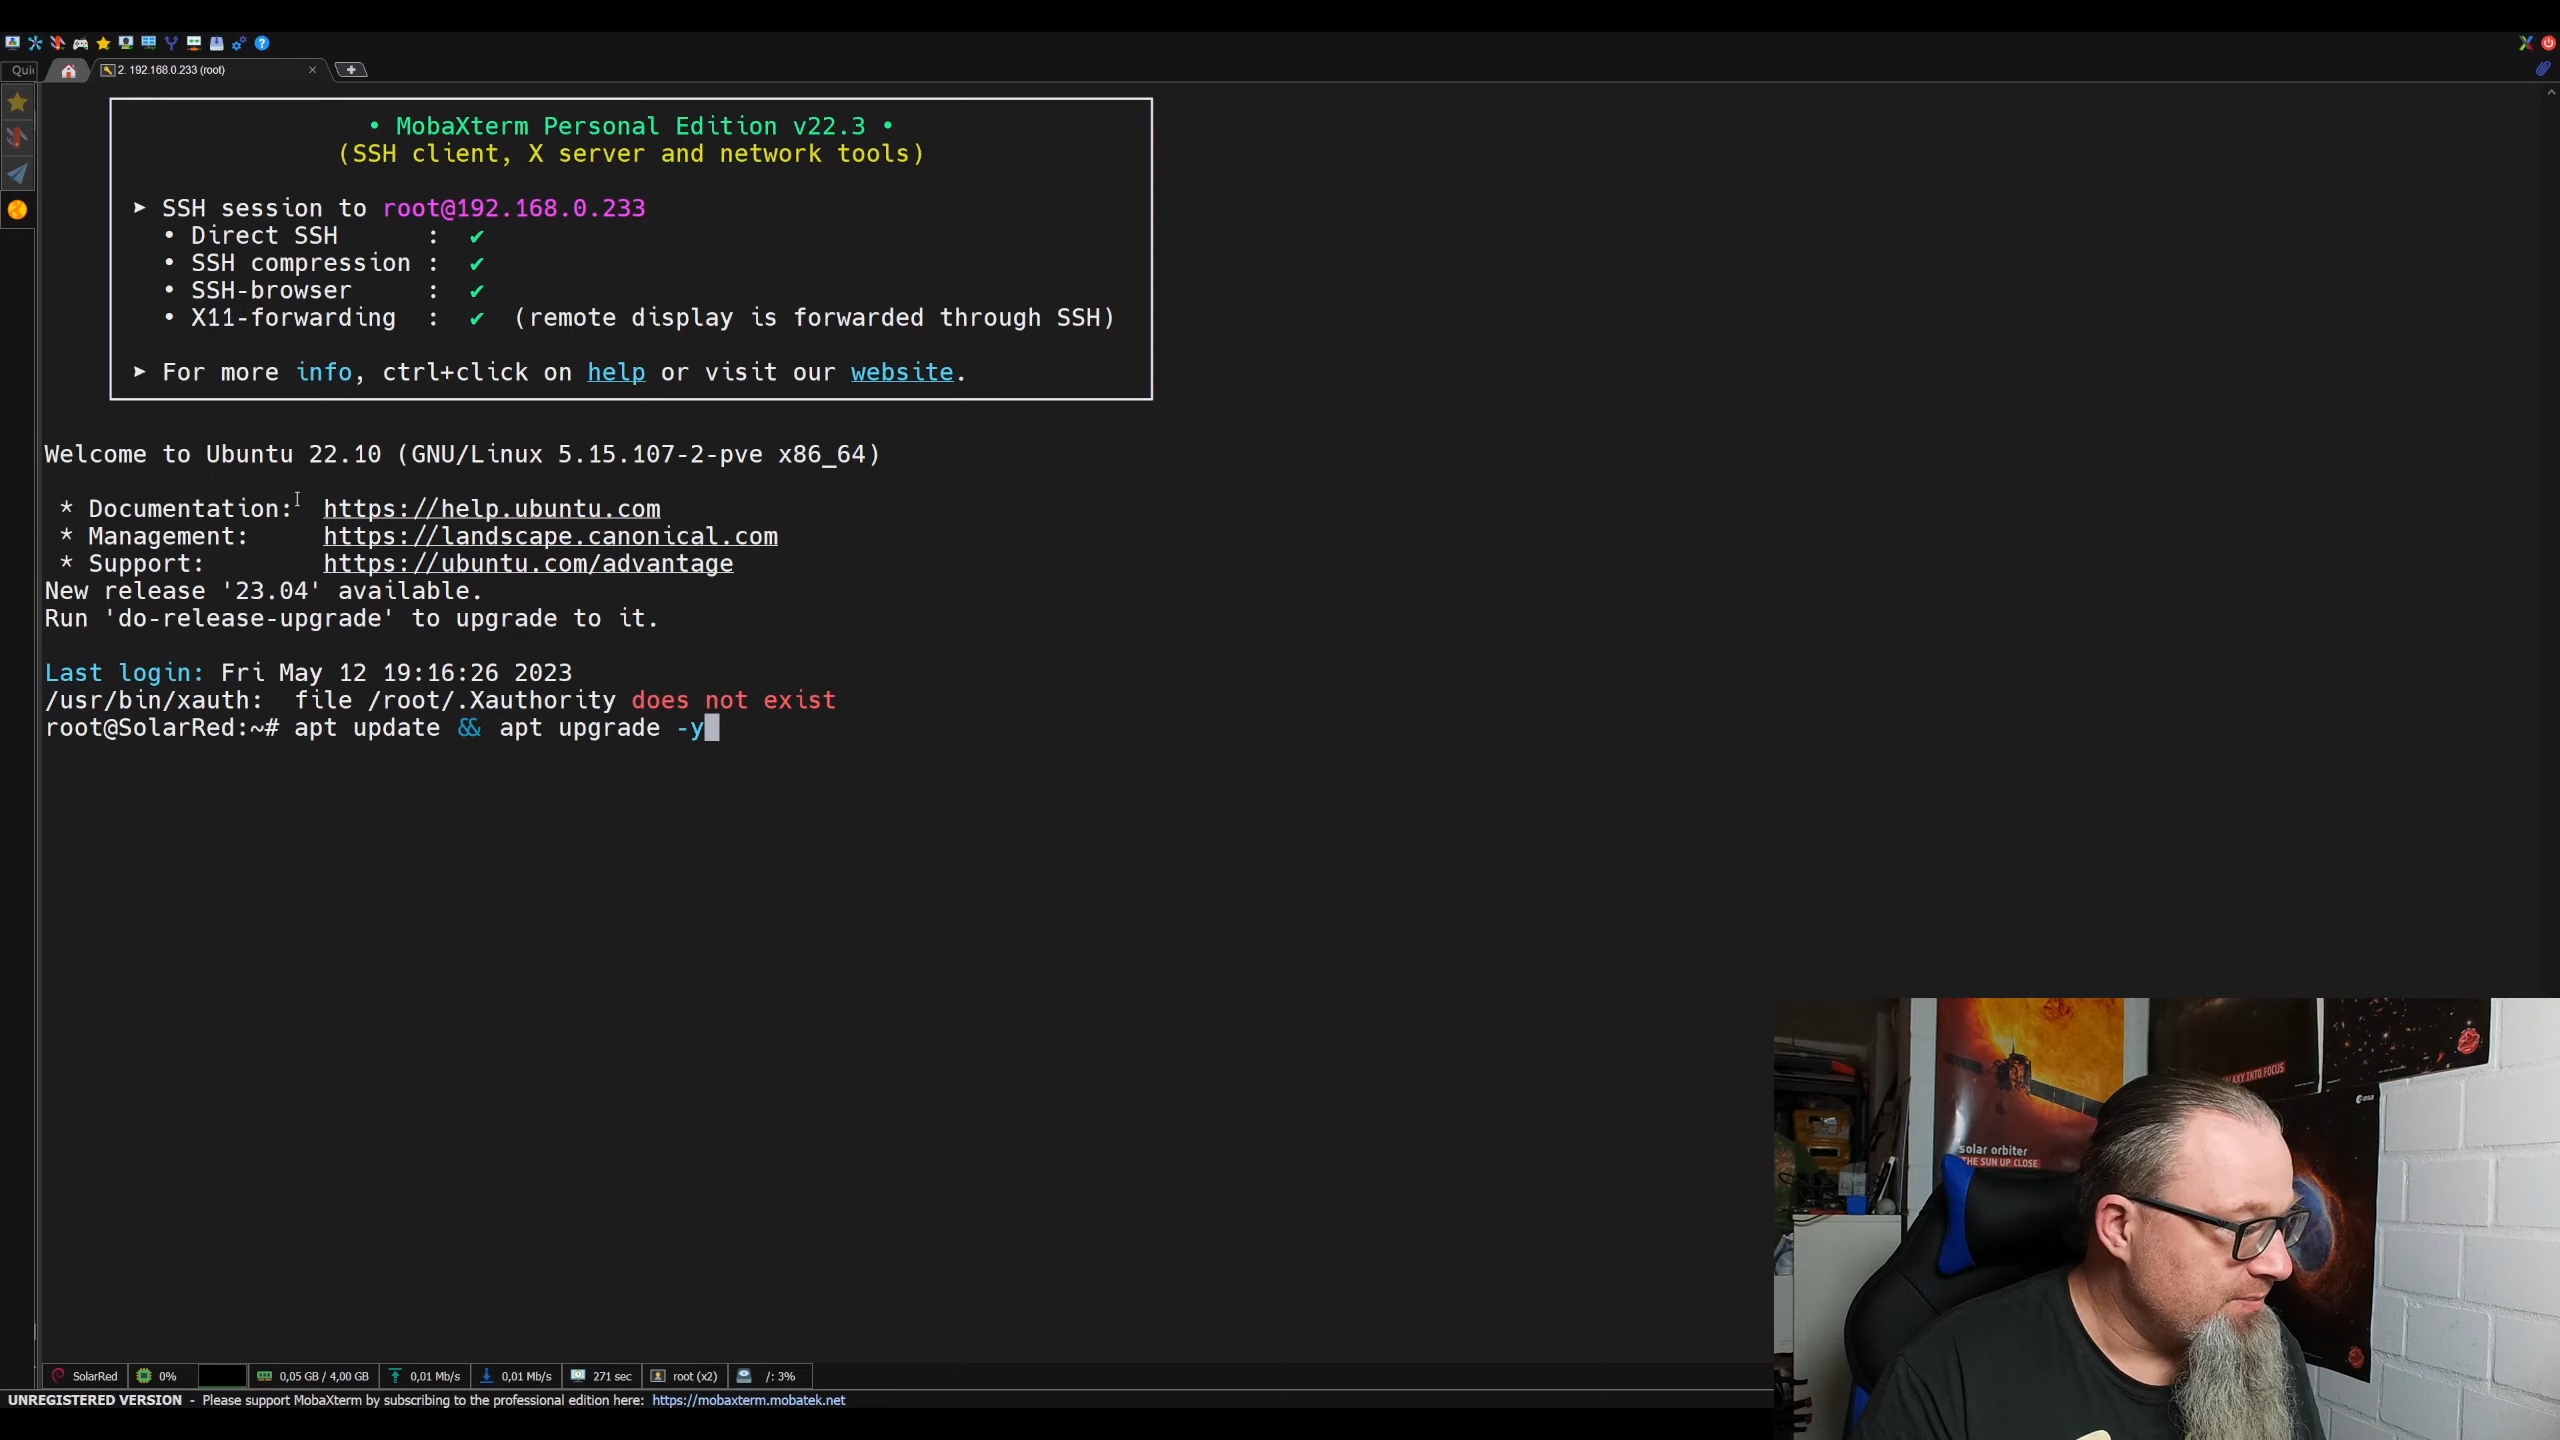 Qui
2. 192.168.0.233 (root)
• MobaXterm Personal Edition v22.3 •
(SSH client, X server and network tools)
➤ SSH session to root@192.168.0.233
• Direct SSH : ✔
• SSH compression : ✔
• SSH-browser : ✔
• X11-forwarding : ✔ (remote display is forwarded through SSH)
➤ For more info, ctrl+click on help or visit our website.
Welcome to Ubuntu 22.10 (GNU/Linux 5.15.107-2-pve x86_64)
* Documentation: https://help.ubuntu.com
* Management: https://landscape.canonical.com
* Support: https://ubuntu.com/advantage
New release '23.04' available.
Run 'do-release-upgrade' to upgrade to it.
Last login: Fri May 12 19:16:26 2023
/usr/bin/xauth: file /root/.Xauthority does not exist
root@SolarRed:~# apt update && apt upgrade -y
GALAXY INTO FOCUS
esa
solar orbiter
THE SUN UP CLOSE
SolarRed 0% 0,05 GB / 4,00 GB 0,01 Mb/s 0,01 Mb/s 271 sec root (x2) /: 3%
UNREGISTERED VERSION - Please support MobaXterm by subscribing to the professional edition here: https://mobaxterm.mobatek.net